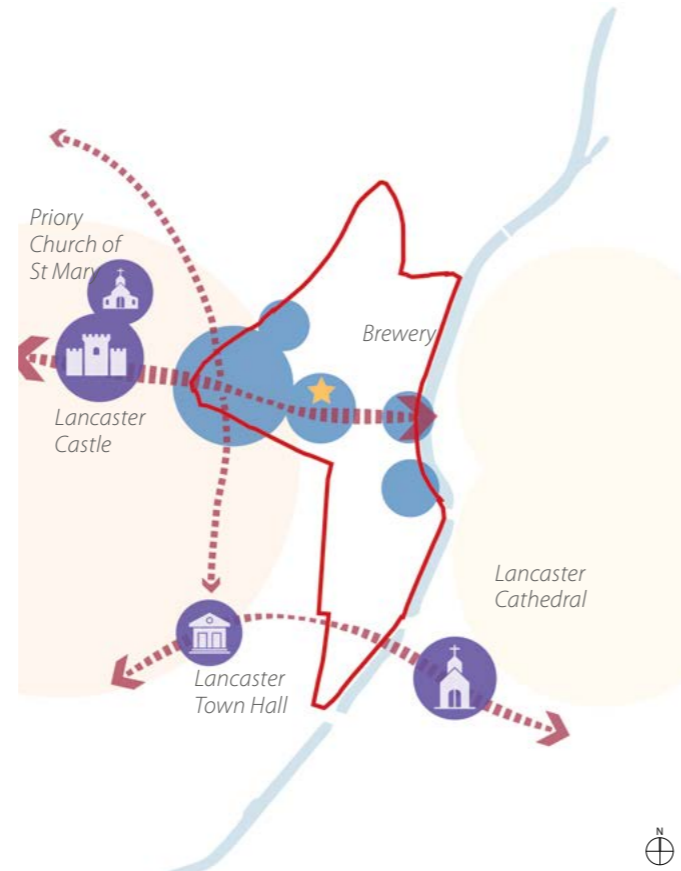 Priory
Church of
St Mary
Brewery
Lancaster
Castle
Lancaster
Cathedral
Lancaster
Town Hall
N